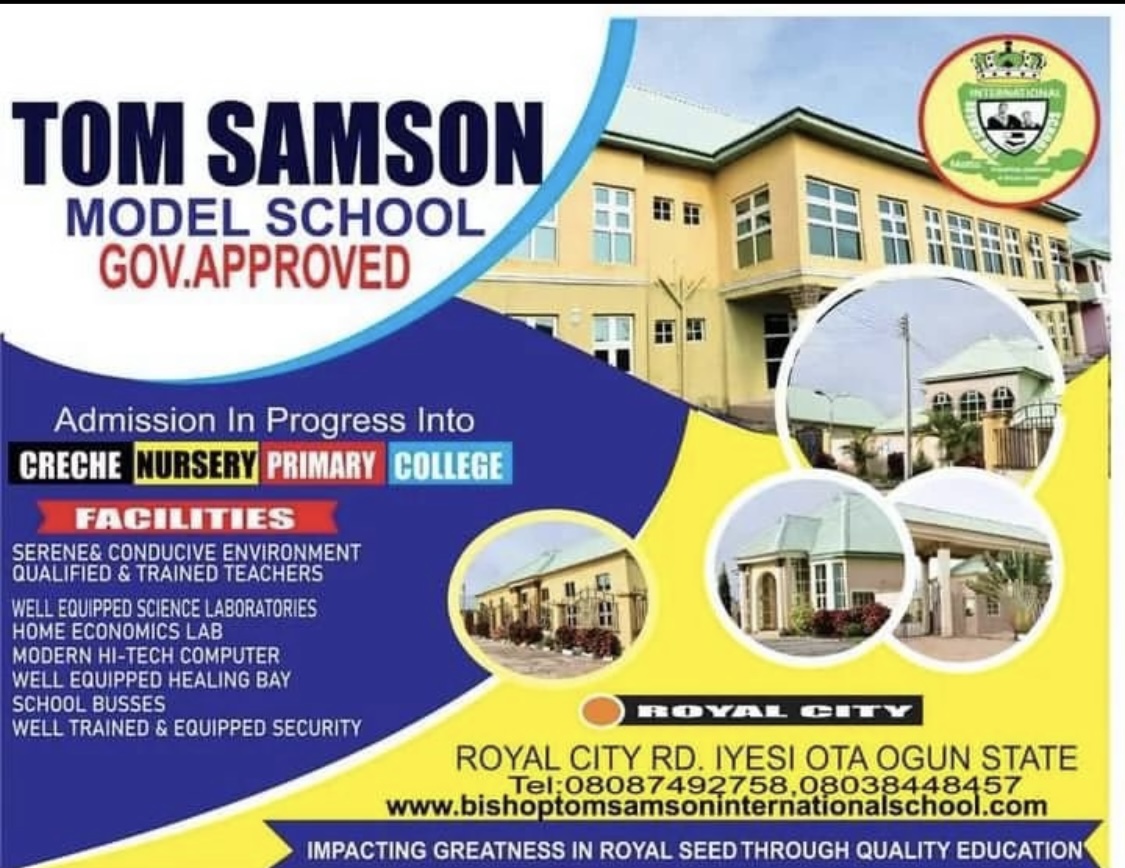 TOM SAMSON
MODEL SCHOOL
GOV.APPROVED
INTERNATIONAL
SCHOOL
Admission In Progress Into
CRECHE NURSERY PRIMARY COLLEGE
FACILITIES
SERENE& CONDUCIVE ENVIRONMENT
QUALIFIED & TRAINED TEACHERS
WELL EQUIPPED SCIENCE LABORATORIES
HOME ECONOMICS LAB
MODERN HI-TECH COMPUTER
WELL EQUIPPED HEALING BAY
SCHOOL BUSSES
WELL TRAINED & EQUIPPED SECURITY
ROYAL CITY
ROYAL CITY RD. IYESI OTA OGUN STATE
Tel:08087492758,08038448457
www.bishoptomsamsoninternationalschool.com
IMPACTING GREATNESS IN ROYAL SEED THROUGH QUALITY EDUCATION